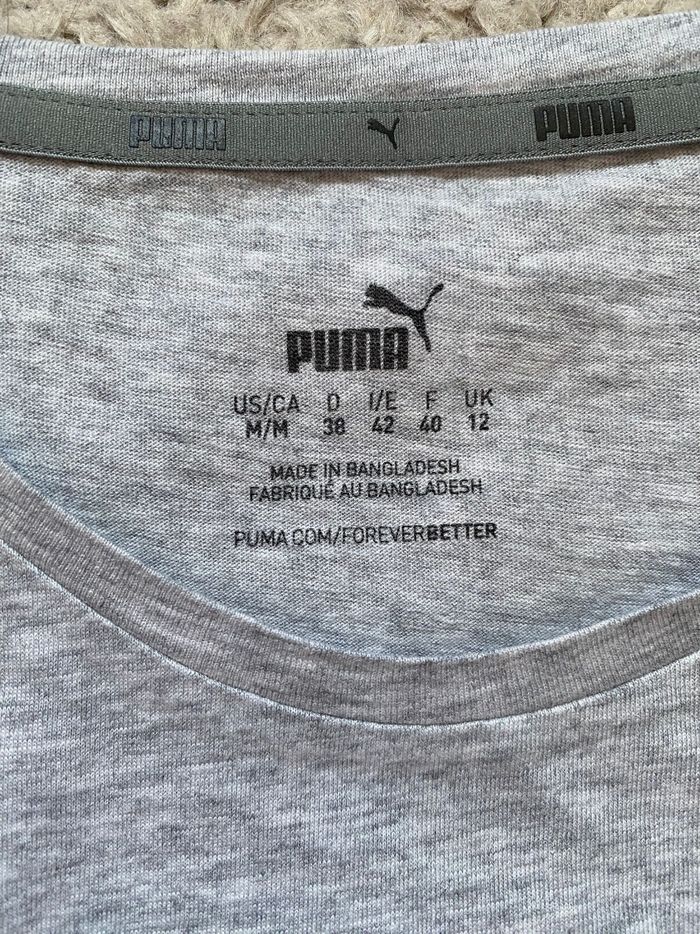 PUMA PUMA
PUMA
US/CA D I/E F UK
M/M 38 42 40 12
MADE IN BANGLADESH
FABRIQUÉ AU BANGLADESH
PUMA.COM/FOREVERBETTER